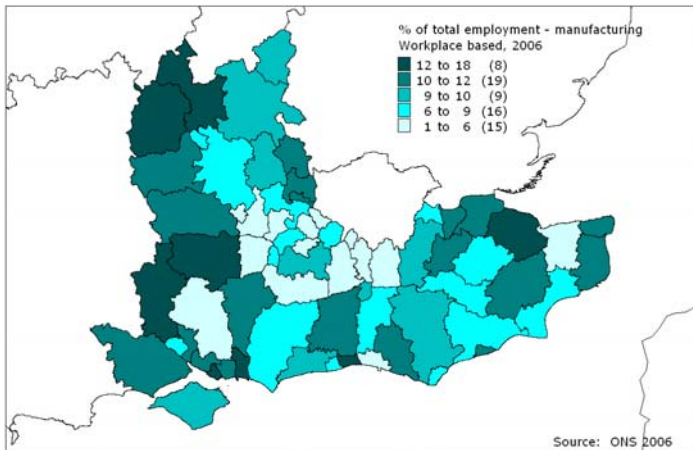 % of total employment - manufacturing
Workplace based, 2006
12 to 18 (8)
10 to 12 (19)
9 to 10 (9)
6 to 9 (16)
1 to 6 (15)
Source: ONS 2006